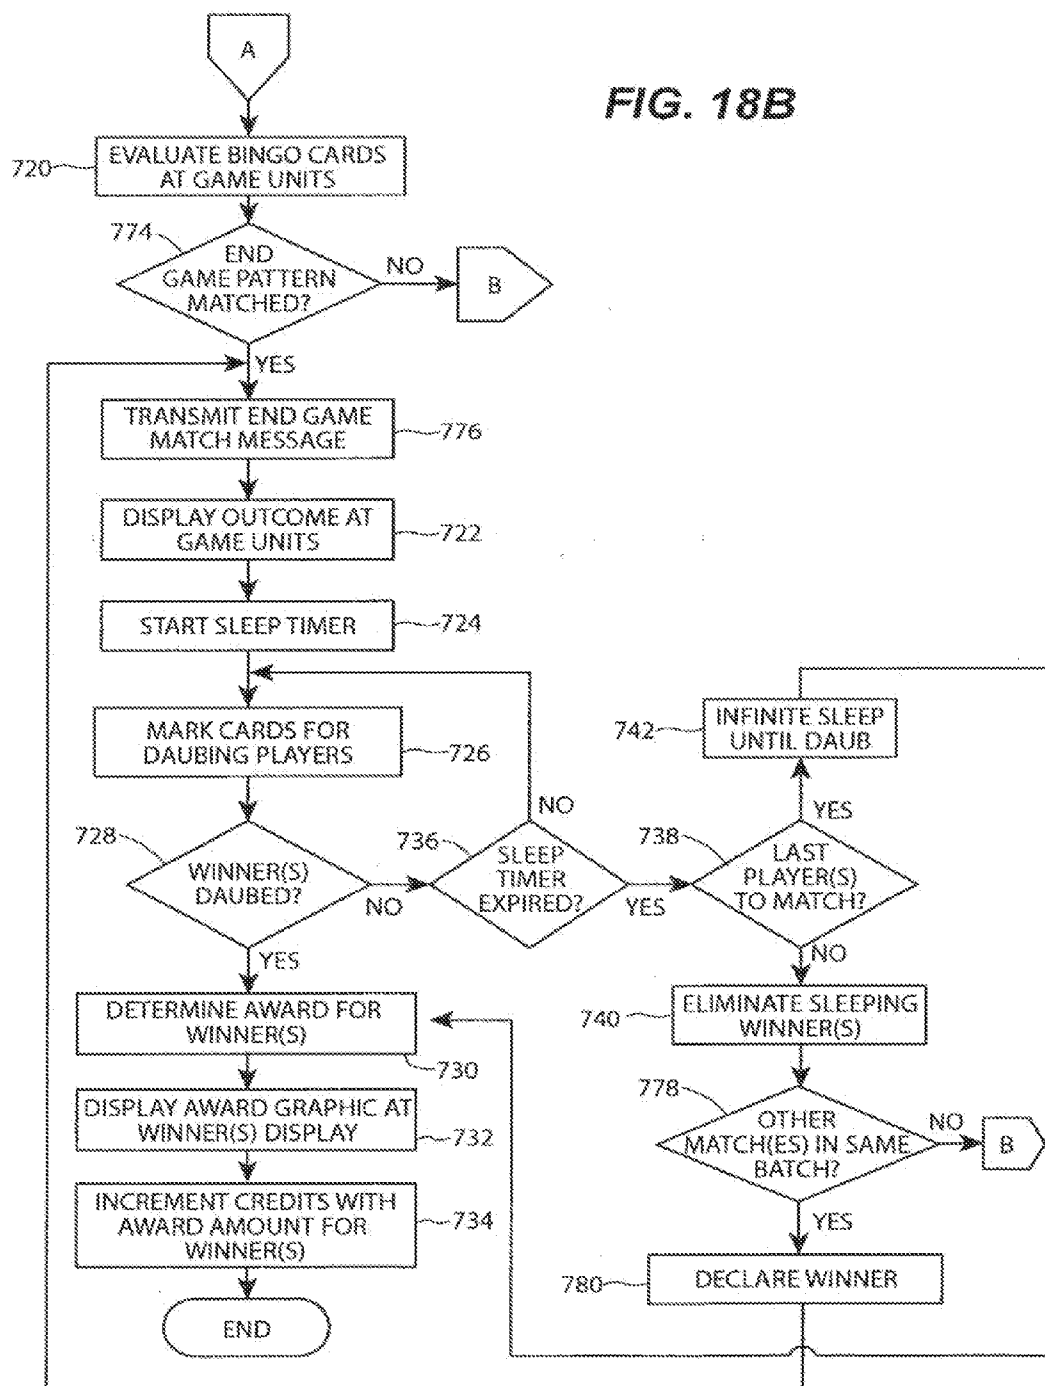 A
FIG. 18B
720
EVALUATE BINGO CARDS
AT GAME UNITS
774
END
GAME PATTERN
MATCHED?
NO
B
YES
TRANSMIT END GAME
MATCH MESSAGE
776
DISPLAY OUTCOME AT
GAME UNITS
722
START SLEEP TIMER
724
MARK CARDS FOR
DAUBING PLAYERS
726
742
INFINITE SLEEP
UNTIL DAUB
NO
YES
728
WINNER(S)
DAUBED?
NO
736
SLEEP
TIMER
EXPIRED?
YES
738
LAST
PLAYER(S)
TO MATCH?
YES
NO
DETERMINE AWARD FOR
WINNER(S)
730
740
ELIMINATE SLEEPING
WINNER(S)
DISPLAY AWARD GRAPHIC AT
WINNER(S) DISPLAY
732
778
OTHER
MATCH(ES) IN SAME
BATCH?
NO
B
INCREMENT CREDITS WITH
AWARD AMOUNT FOR
WINNER(S)
734
YES
780
DECLARE WINNER
END